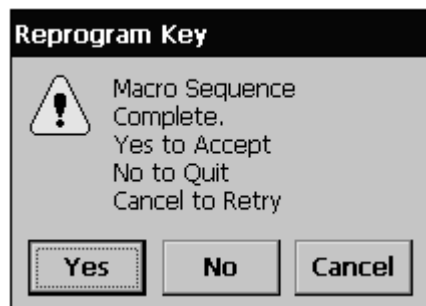 Reprogram Key
Macro Sequence
Complete.
Yes to Accept
No to Quit
Cancel to Retry
Yes No Cancel